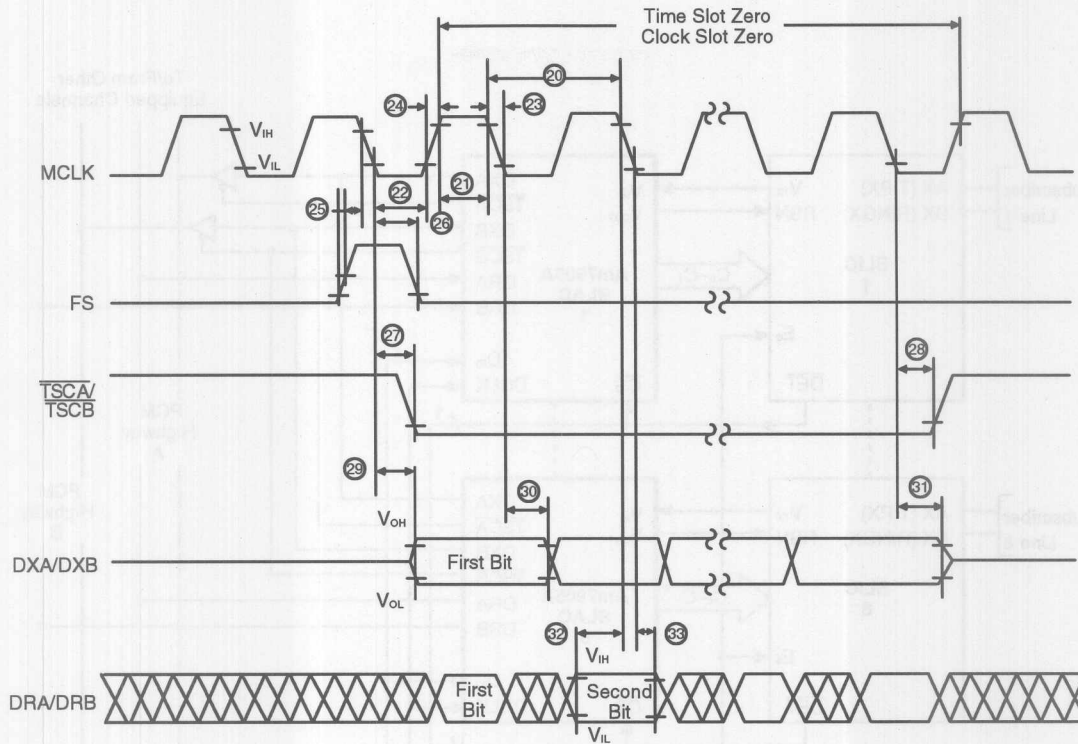 Time Slot Zero
Clock Slot Zero
20
24
23
VIH
VIL
MCLK
22
21
25
26
FS
27
28
TSCA/
TSCB
29
30
31
VOH
DXA/DXB
First Bit
VOL
32
33
VIH
DRA/DRB
First
Bit
Second
Bit
VIL